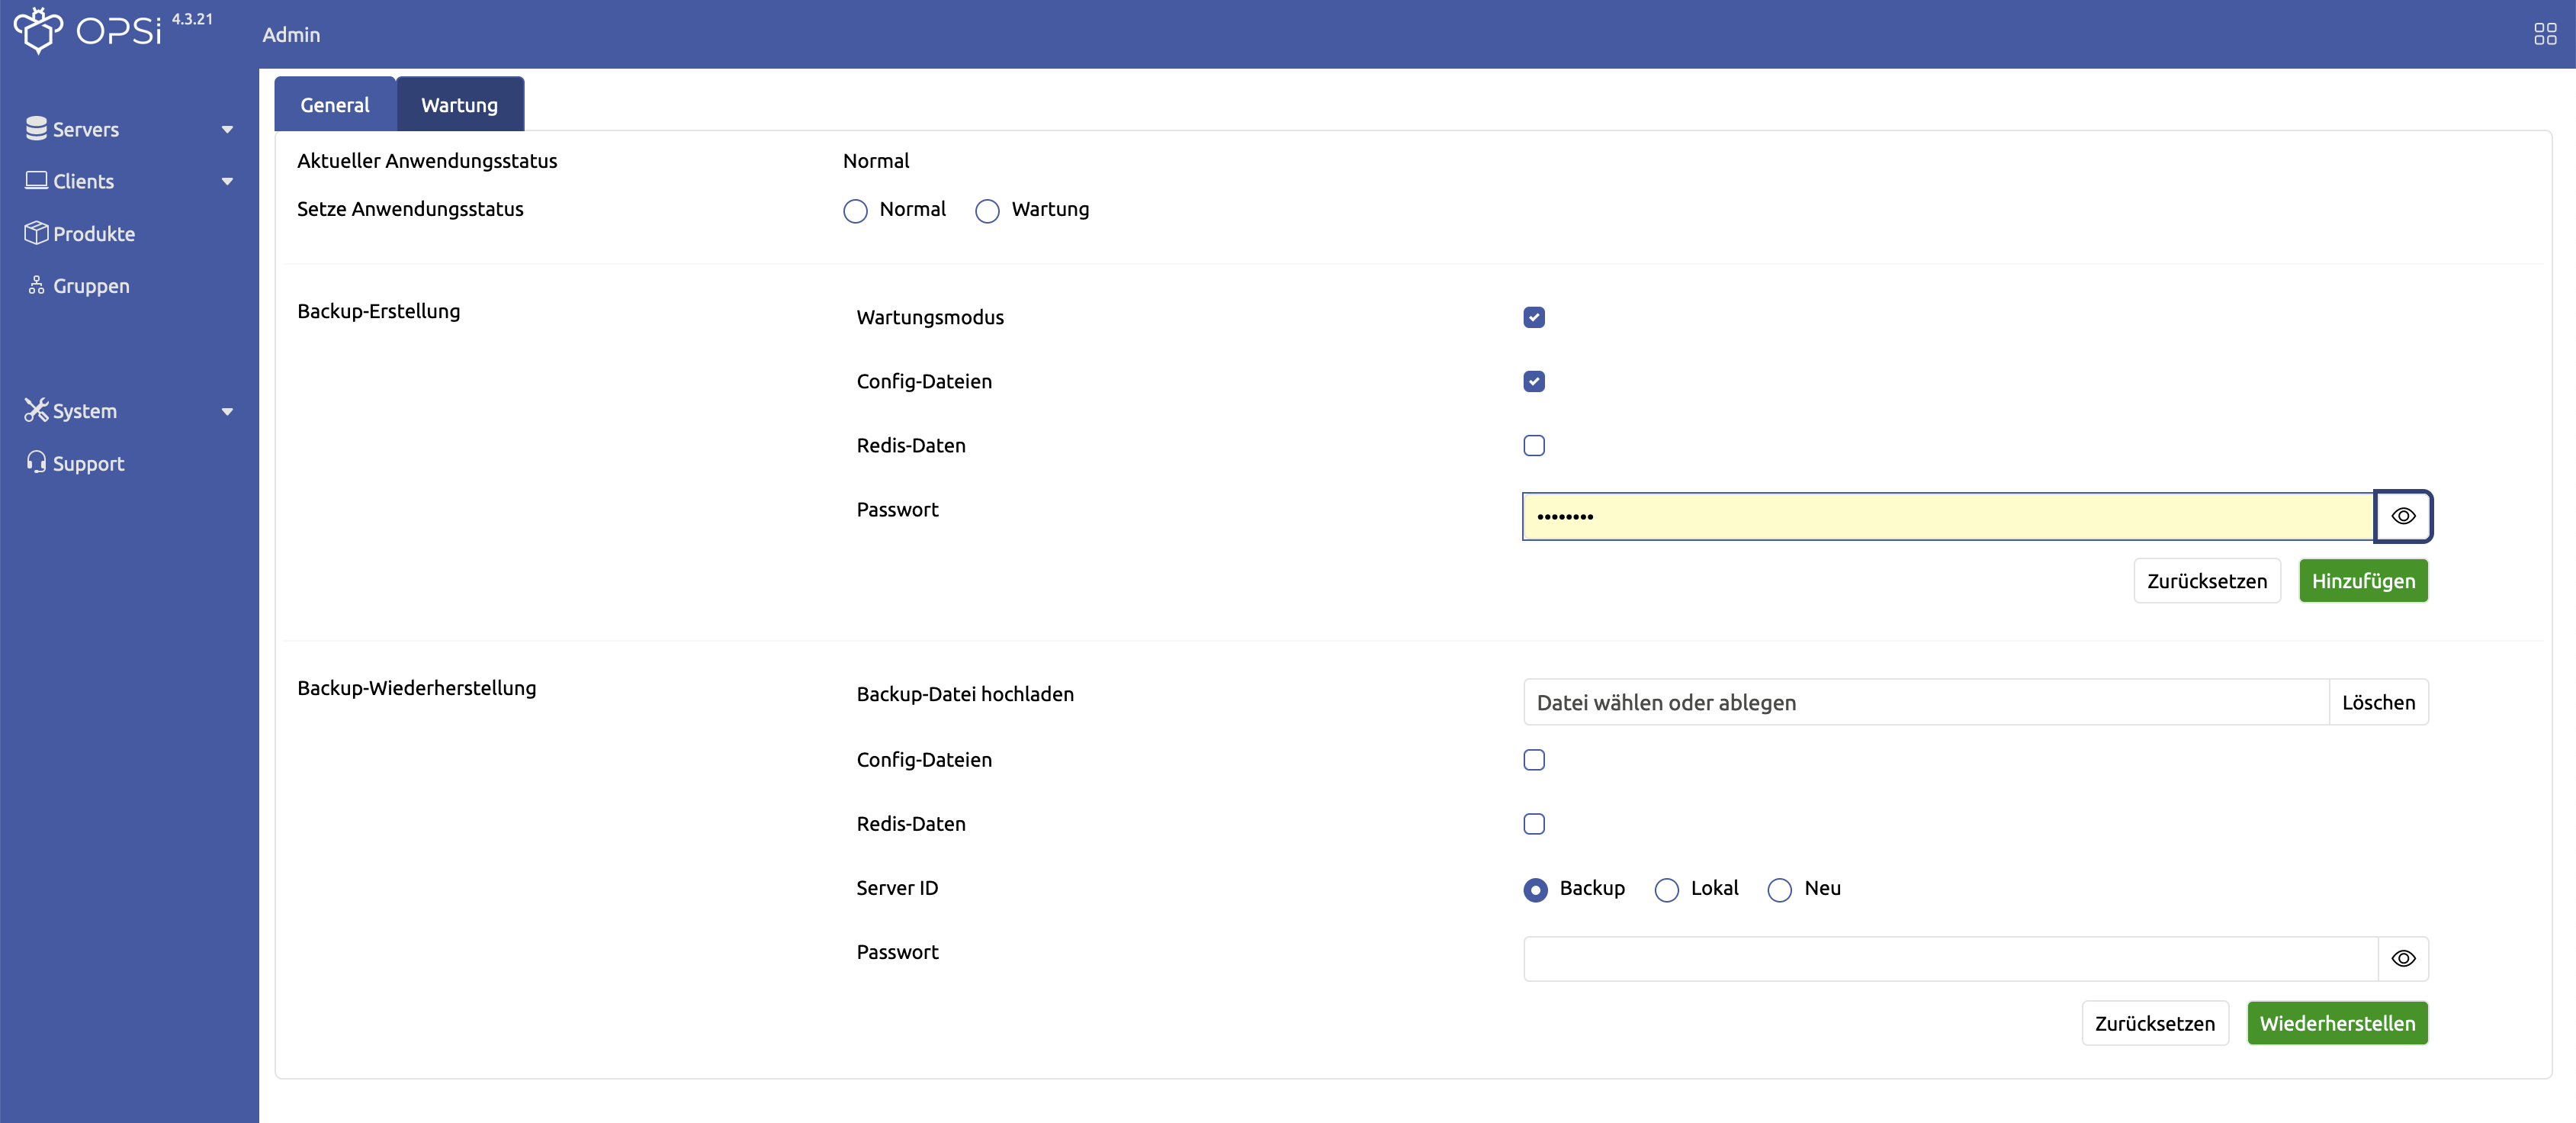 OPSi 4.3.21
Admin
Servers
Clients
Produkte
Gruppen
System
Support
General Wartung
Aktueller Anwendungsstatus Normal
Setze Anwendungsstatus Normal Wartung
Backup-Erstellung Wartungsmodus
Config-Dateien
Redis-Daten
Passwort ••••••••
Zurücksetzen Hinzufügen
Backup-Wiederherstellung Backup-Datei hochladen Datei wählen oder ablegen Löschen
Config-Dateien
Redis-Daten
Server ID Backup Lokal Neu
Passwort
Zurücksetzen Wiederherstellen